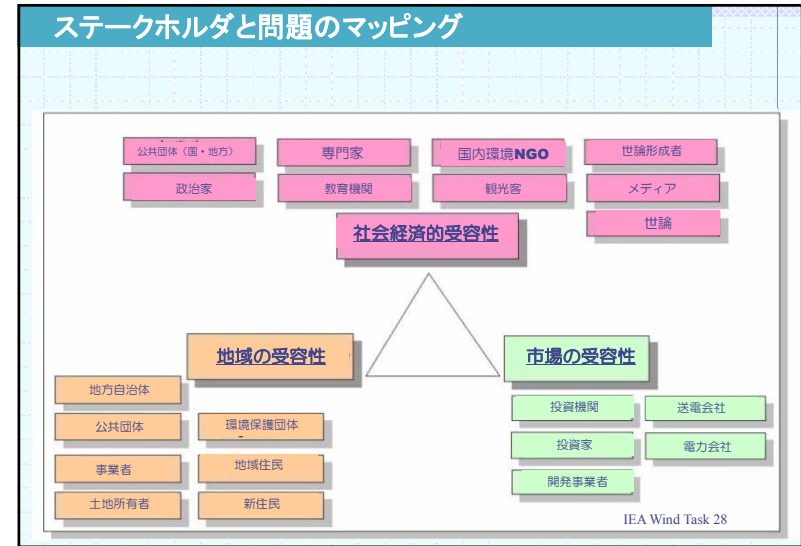 ステークホルダと問題のマッピング
公共団体（国・地方）
専門家
国内環境NGO
世論形成者
政治家
教育機関
観光客
メディア
世論
社会経済的受容性
地域の受容性
市場の受容性
地方自治体
公共団体
環境保護団体
事業者
地域住民
土地所有者
新住民
投資機関
送電会社
投資家
電力会社
開発事業者
IEA Wind Task 28